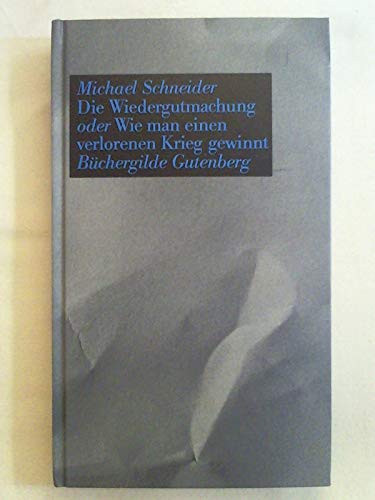 Michael Schneider
Die Wiedergutmachung
oder Wie man einen
verlorenen Krieg gewinnt
Büchergilde Gutenberg